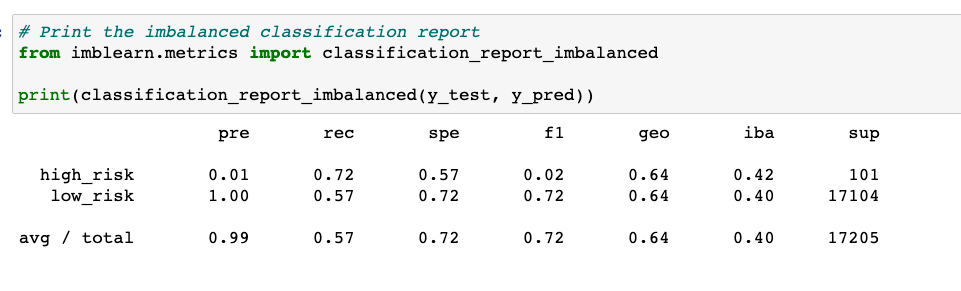 # Print the imbalanced classification report
from imblearn.metrics import classification_report_imbalanced
print(classification_report_imbalanced(y_test, y_pred))
pre rec spe f1 geo iba sup
high_risk 0.01 0.72 0.57 0.02 0.64 0.42 101
low_risk 1.00 0.57 0.72 0.72 0.64 0.40 17104
avg / total 0.99 0.57 0.72 0.72 0.64 0.40 17205